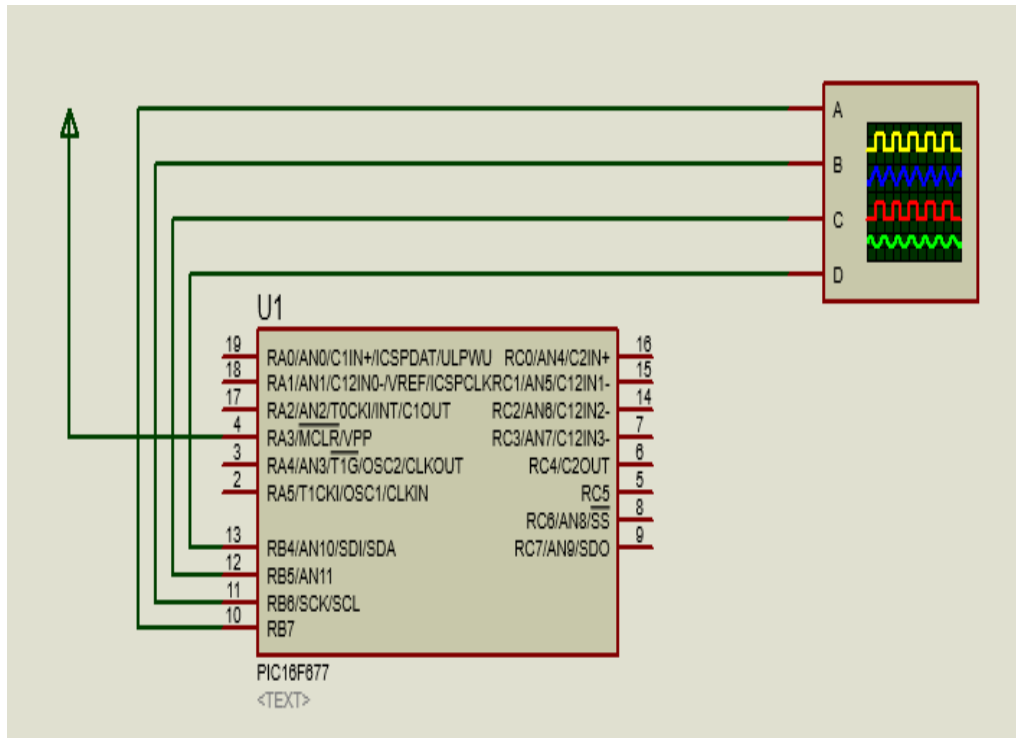 A
B
C
D
U1
19 RA0/AN0/C1IN+/ICSPDAT/ULPWU RC0/AN4/C2IN+ 16
18 RA1/AN1/C12IN0-/VREF/ICSPCLK RC1/AN5/C12IN1- 15
17 RA2/AN2/T0CKI/INT/C1OUT RC2/AN6/C12IN2- 14
4 RA3/MCLR/VPP RC3/AN7/C12IN3- 7
3 RA4/AN3/T1G/OSC2/CLKOUT RC4/C2OUT 6
2 RA5/T1CKI/OSC1/CLKIN RC5 5
RC6/AN8/SS 8
13 RB4/AN10/SDI/SDA RC7/AN9/SDO 9
12 RB5/AN11
11 RB6/SCK/SCL
10 RB7
PIC16F677
<TEXT>